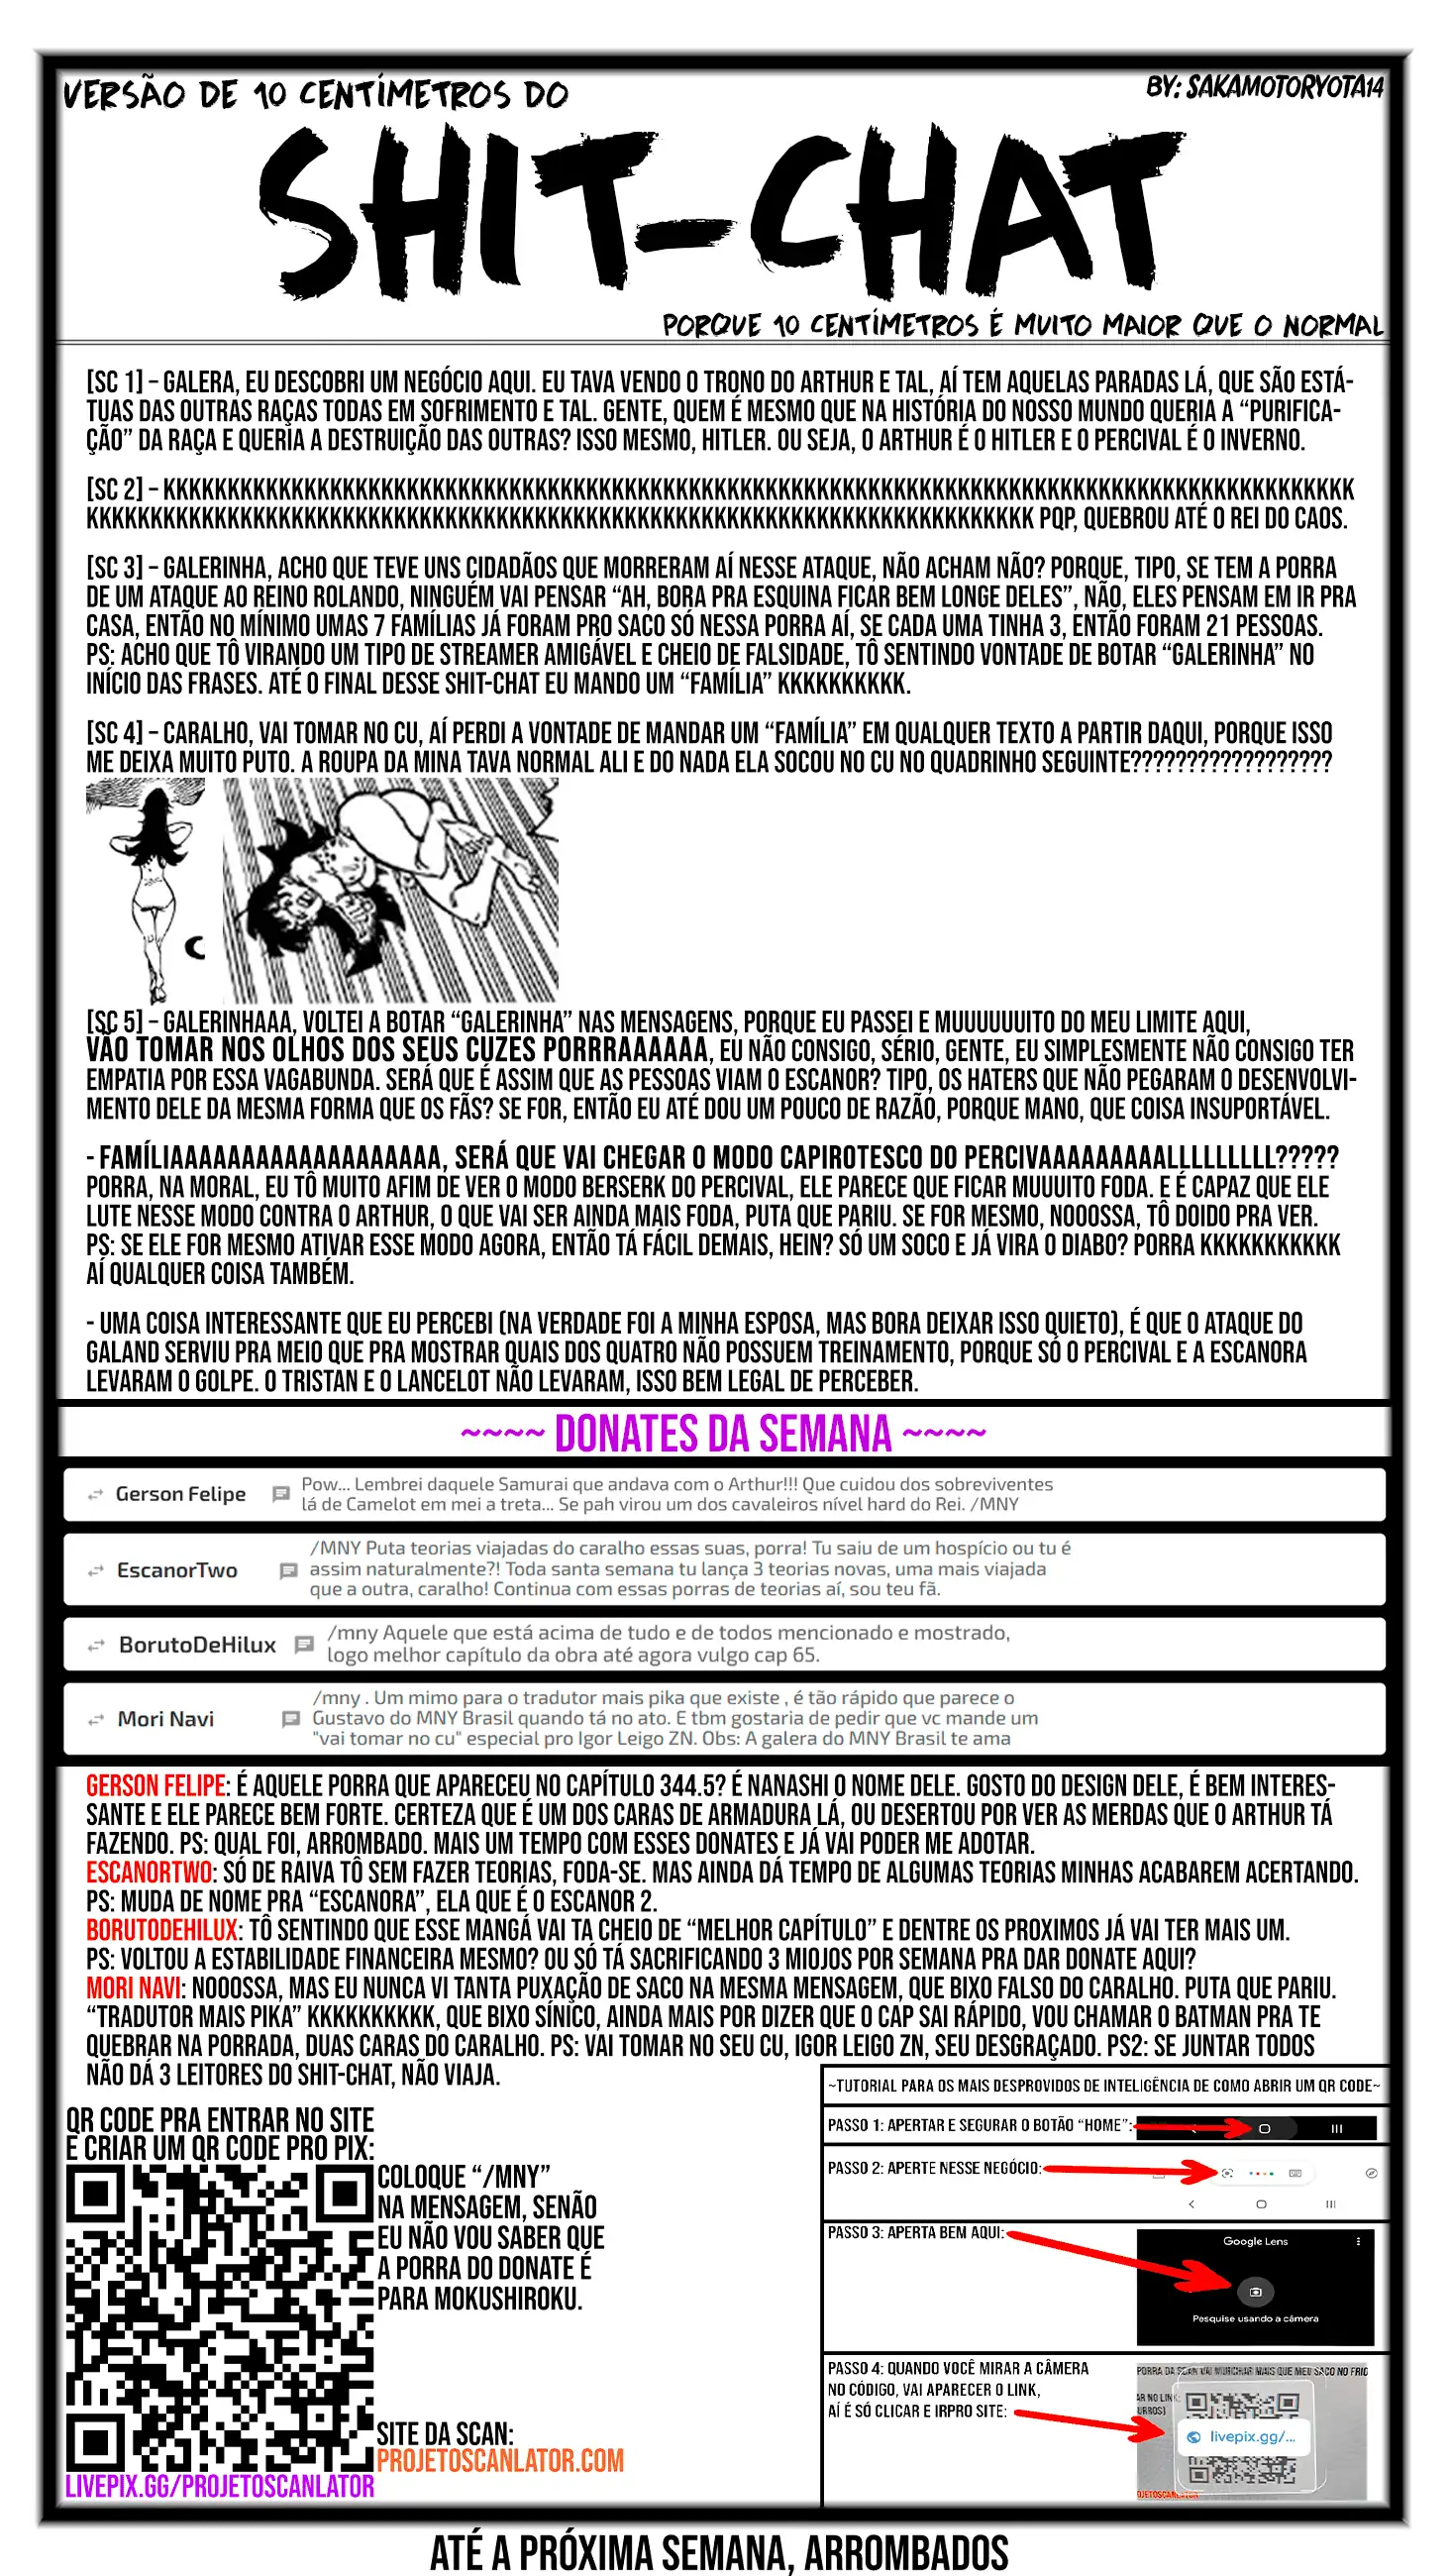 VERSÃO DE 10 CENTÍMETROS DO
BY: SAKAMOTORYOTA14
SHIT-CHAT
PORQUE 10 CENTÍMETROS É MUITO MAIOR QUE O NORMAL
[SC 1] – GALERA, EU DESCOBRI UM NEGÓCIO AQUI. EU TAVA VENDO O TRONO DO ARTHUR E TAL, AÍ TEM AQUELAS PARADAS LÁ, QUE SÃO ESTÁ-
TUAS DAS OUTRAS RAÇAS TODAS EM SOFRIMENTO E TAL. GENTE, QUEM É MESMO QUE NA HISTÓRIA DO NOSSO MUNDO QUERIA A “PURIFICA-
ÇÃO” DA RAÇA E QUERIA A DESTRUIÇÃO DAS OUTRAS? ISSO MESMO, HITLER. OU SEJA, O ARTHUR É O HITLER E O PERCIVAL É O INVERNO.
[SC 2] – KKKKKKKKKKKKKKKKKKKKKKKKKKKKKKKKKKKKKKKKKKKKKKKKKKKKKKKKKKKKKKKKKKKKKKKKKKKKKKKKKKKKKKKKKKKKK
KKKKKKKKKKKKKKKKKKKKKKKKKKKKKKKKKKKKKKKKKKKKKKKKKKKKKKKKKKKKKKKKKKKKKKKKKK PQP, QUEBROU ATÉ O REI DO CAOS.
[SC 3] – GALERINHA, ACHO QUE TEVE UNS CIDADÃOS QUE MORRERAM AÍ NESSE ATAQUE, NÃO ACHAM NÃO? PORQUE, TIPO, SE TEM A PORRA
DE UM ATAQUE AO REINO ROLANDO, NINGUÉM VAI PENSAR “AH, BORA PRA ESQUINA FICAR BEM LONGE DELES”, NÃO, ELES PENSAM EM IR PRA
CASA, ENTÃO NO MÍNIMO UMAS 7 FAMÍLIAS JÁ FORAM PRO SACO SÓ NESSA PORRA AÍ, SE CADA UMA TINHA 3, ENTÃO FORAM 21 PESSOAS.
PS: ACHO QUE TÔ VIRANDO UM TIPO DE STREAMER AMIGÁVEL E CHEIO DE FALSIDADE, TÔ SENTINDO VONTADE DE BOTAR “GALERINHA” NO
INÍCIO DAS FRASES. ATÉ O FINAL DESSE SHIT-CHAT EU MANDO UM “FAMÍLIA” KKKKKKKKKK.
[SC 4] – CARALHO, VAI TOMAR NO CU, AÍ PERDI A VONTADE DE MANDAR UM “FAMÍLIA” EM QUALQUER TEXTO A PARTIR DAQUI, PORQUE ISSO
ME DEIXA MUITO PUTO. A ROUPA DA MINA TAVA NORMAL ALI E DO NADA ELA SOCOU NO CU NO QUADRINHO SEGUINTE??????????????????
[SC 5] – GALERINHAAA, VOLTEI A BOTAR “GALERINHA” NAS MENSAGENS, PORQUE EU PASSEI E MUUUUUUITO DO MEU LIMITE AQUI,
VÃO TOMAR NOS OLHOS DOS SEUS CUZES PORRRAAAAAA, EU NÃO CONSIGO, SÉRIO, GENTE, EU SIMPLESMENTE NÃO CONSIGO TER
EMPATIA POR ESSA VAGABUNDA. SERÁ QUE É ASSIM QUE AS PESSOAS VIAM O ESCANOR? TIPO, OS HATERS QUE NÃO PEGARAM O DESENVOLVI-
MENTO DELE DA MESMA FORMA QUE OS FÃS? SE FOR, ENTÃO EU ATÉ DOU UM POUCO DE RAZÃO, PORQUE MANO, QUE COISA INSUPORTÁVEL.
- FAMÍLIAAAAAAAAAAAAAAAAAAA, SERÁ QUE VAI CHEGAR O MODO CAPIROTESCO DO PERCIVAAAAAAAAALLLLLLLLL?????
PORRA, NA MORAL, EU TÔ MUITO AFIM DE VER O MODO BERSERK DO PERCIVAL, ELE PARECE QUE FICAR MUUUITO FODA. E É CAPAZ QUE ELE
LUTE NESSE MODO CONTRA O ARTHUR, O QUE VAI SER AINDA MAIS FODA, PUTA QUE PARIU. SE FOR MESMO, NOOOSSA, TÔ DOIDO PRA VER.
PS: SE ELE FOR MESMO ATIVAR ESSE MODO AGORA, ENTÃO TÁ FÁCIL DEMAIS, HEIN? SÓ UM SOCO E JÁ VIRA O DIABO? PORRA KKKKKKKKKKK
AÍ QUALQUER COISA TAMBÉM.
- UMA COISA INTERESSANTE QUE EU PERCEBI (NA VERDADE FOI A MINHA ESPOSA, MAS BORA DEIXAR ISSO QUIETO), É QUE O ATAQUE DO
GALAND SERVIU PRA MEIO QUE PRA MOSTRAR QUAIS DOS QUATRO NÃO POSSUEM TREINAMENTO, PORQUE SÓ O PERCIVAL E A ESCANORA
LEVARAM O GOLPE. O TRISTAN E O LANCELOT NÃO LEVARAM, ISSO BEM LEGAL DE PERCEBER.
~~~~ DONATES DA SEMANA ~~~~
Gerson Felipe
Pow... Lembrei daquele Samurai que andava com o Arthur!!! Que cuidou dos sobreviventes
lá de Camelot em mei a treta... Se pah virou um dos cavaleiros nível hard do Rei. /MNY
EscanorTwo
/MNY Puta teorias viajadas do caralho essas suas, porra! Tu saiu de um hospício ou tu é
assim naturalmente?! Toda santa semana tu lança 3 teorias novas, uma mais viajada
que a outra, caralho! Continua com essas porras de teorias aí, sou teu fã.
BorutoDeHilux
/mny Aquele que está acima de tudo e de todos mencionado e mostrado,
logo melhor capítulo da obra até agora vulgo cap 65.
Mori Navi
/mny . Um mimo para o tradutor mais pika que existe , é tão rápido que parece o
Gustavo do MNY Brasil quando tá no ato. E tbm gostaria de pedir que vc mande um
"vai tomar no cu" especial pro Igor Leigo ZN. Obs: A galera do MNY Brasil te ama
GERSON FELIPE: É AQUELE PORRA QUE APARECEU NO CAPÍTULO 344.5? É NANASHI O NOME DELE. GOSTO DO DESIGN DELE, É BEM INTERES-
SANTE E ELE PARECE BEM FORTE. CERTEZA QUE É UM DOS CARAS DE ARMADURA LÁ, OU DESERTOU POR VER AS MERDAS QUE O ARTHUR TÁ
FAZENDO. PS: QUAL FOI, ARROMBADO. MAIS UM TEMPO COM ESSES DONATES E JÁ VAI PODER ME ADOTAR.
ESCANORTWO: SÓ DE RAIVA TÔ SEM FAZER TEORIAS, FODA-SE. MAS AINDA DÁ TEMPO DE ALGUMAS TEORIAS MINHAS ACABAREM ACERTANDO.
PS: MUDA DE NOME PRA “ESCANORA”, ELA QUE É O ESCANOR 2.
BORUTODEHILUX: TÔ SENTINDO QUE ESSE MANGÁ VAI TA CHEIO DE “MELHOR CAPÍTULO” E DENTRE OS PROXIMOS JÁ VAI TER MAIS UM.
PS: VOLTOU A ESTABILIDADE FINANCEIRA MESMO? OU SÓ TÁ SACRIFICANDO 3 MIOJOS POR SEMANA PRA DAR DONATE AQUI?
MORI NAVI: NOOOSSA, MAS EU NUNCA VI TANTA PUXAÇÃO DE SACO NA MESMA MENSAGEM, QUE BIXO FALSO DO CARALHO. PUTA QUE PARIU.
“TRADUTOR MAIS PIKA” KKKKKKKKKK, QUE BIXO SÍNICO, AINDA MAIS POR DIZER QUE O CAP SAI RÁPIDO, VOU CHAMAR O BATMAN PRA TE
QUEBRAR NA PORRADA, DUAS CARAS DO CARALHO. PS: VAI TOMAR NO SEU CU, IGOR LEIGO ZN, SEU DESGRAÇADO. PS2: SE JUNTAR TODOS
NÃO DÁ 3 LEITORES DO SHIT-CHAT, NÃO VIAJA.
QR CODE PRA ENTRAR NO SITE
E CRIAR UM QR CODE PRO PIX:
COLOQUE “/MNY”
NA MENSAGEM, SENÃO
EU NÃO VOU SABER QUE
A PORRA DO DONATE É
PARA MOKUSHIROKU.
SITE DA SCAN:
PROJETOSCANLATOR.COM
LIVEPIX.GG/PROJETOSCANLATOR
~TUTORIAL PARA OS MAIS DESPROVIDOS DE INTELIGÊNCIA DE COMO ABRIR UM QR CODE~
PASSO 1: APERTAR E SEGURAR O BOTÃO “HOME”:
PASSO 2: APERTE NESSE NEGÓCIO:
PASSO 3: APERTA BEM AQUI:
Google Lens
Pesquise usando a câmera
PASSO 4: QUANDO VOCÊ MIRAR A CÂMERA
NO CÓDIGO, VAI APARECER O LINK,
AÍ É SÓ CLICAR E IRPRO SITE:
PORRA DA SCAN VAI MURCHAR MAIS QUE MEU SACO NO FRIO
AR NO LINK
URROS)
livepix.gg/...
OJETOSCANLATOR
ATÉ A PRÓXIMA SEMANA, ARROMBADOS